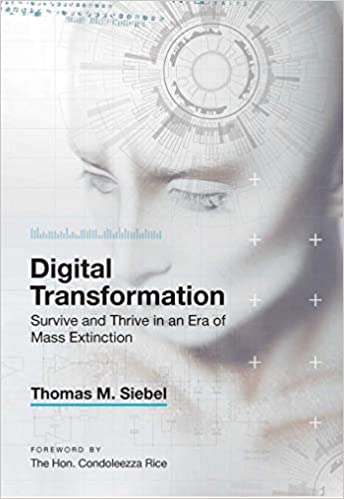 Digital
Transformation
Survive and Thrive in an Era of
Mass Extinction
Thomas M. Siebel
FOREWORD BY
The Hon. Condoleezza Rice